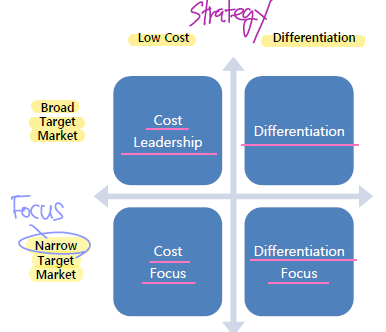 Strategy
Low Cost
Differentiation
Broad
Target
Market
Cost
Leadership
Differentiation
Focus
Narrow
Target
Market
Cost
Focus
Differentiation
Focus